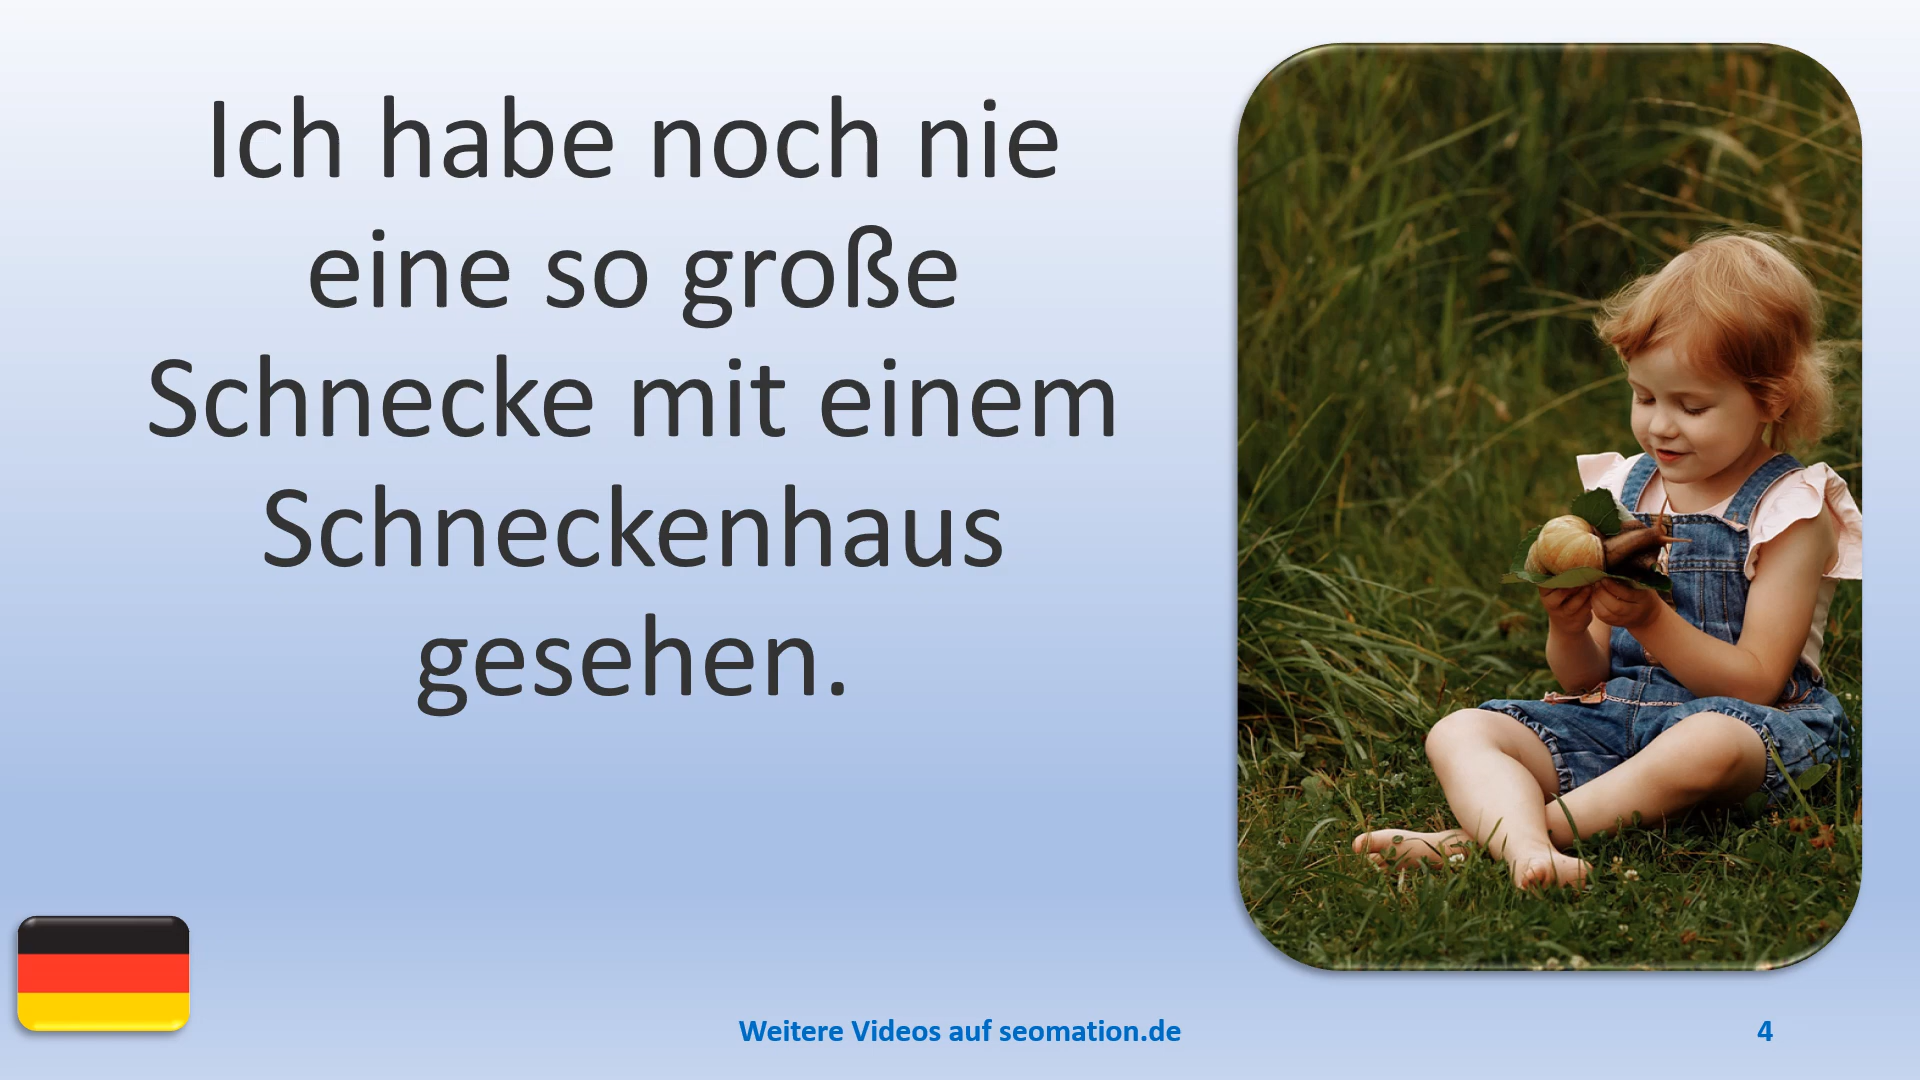 Ich habe noch nie
eine so große
Schnecke mit einem
Schneckenhaus
gesehen.
Weitere Videos auf seomation.de
4